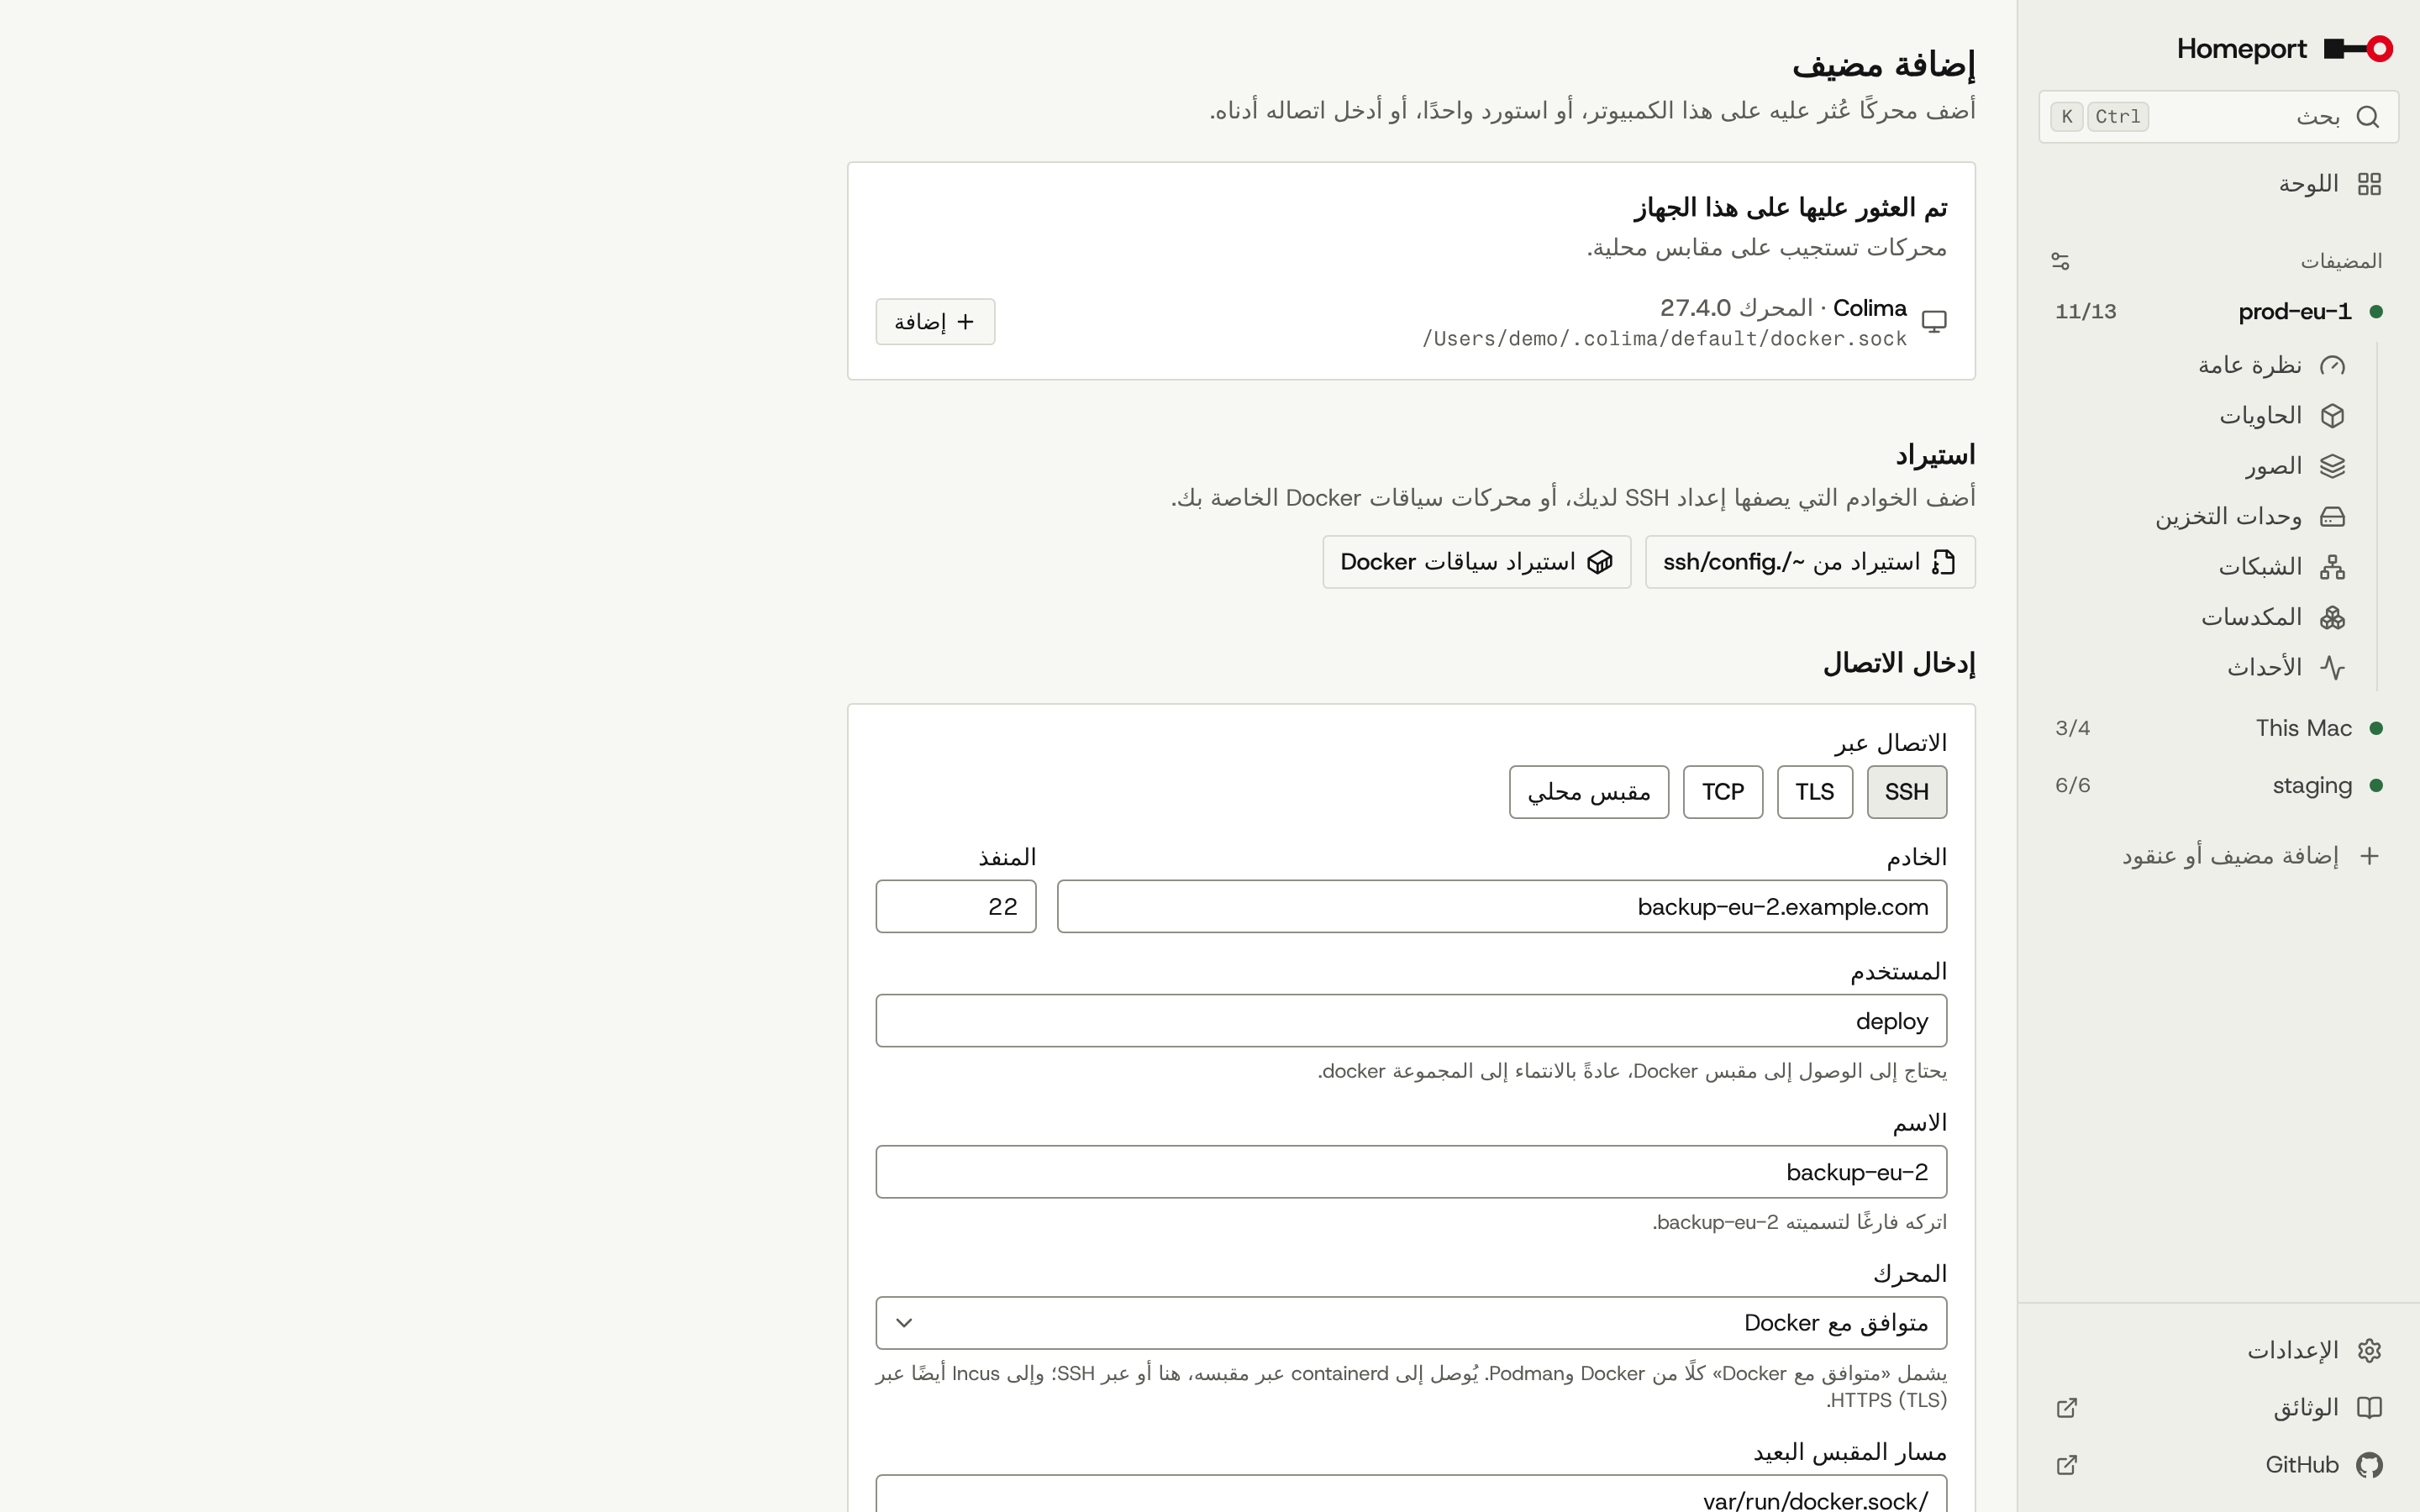 Homeport
بحث
Ctrl K
اللوحة
المضيفات
prod-eu-1 11/13
نظرة عامة
الحاويات
الصور
وحدات التخزين
الشبكات
المكدسات
الأحداث
This Mac 3/4
staging 6/6
إضافة مضيف أو عنقود
الإعدادات
الوثائق
GitHub
إضافة مضيف
أضف محركًا عُثر عليه على هذا الكمبيوتر، أو استورد واحدًا، أو أدخل اتصاله أدناه.
تم العثور عليها على هذا الجهاز
محركات تستجيب على مقابس محلية.
Colima · المحرك 27.4.0
/Users/demo/.colima/default/docker.sock
إضافة
استيراد
أضف الخوادم التي يصفها إعداد SSH لديك، أو محركات سياقات Docker الخاصة بك.
استيراد من ~/.ssh/config
استيراد سياقات Docker
إدخال الاتصال
الاتصال عبر
SSH TLS TCP مقبس محلي
الخادم
backup-eu-2.example.com
المنفذ
22
المستخدم
deploy
يحتاج إلى الوصول إلى مقبس Docker، عادةً بالانتماء إلى المجموعة docker.
الاسم
backup-eu-2
اتركه فارغًا لتسميته backup-eu-2.
المحرك
متوافق مع Docker
يشمل «متوافق مع Docker» كلًا من Docker وPodman. يُوصل إلى containerd عبر مقبسه، هنا أو عبر SSH؛ وإلى Incus أيضًا عبر
HTTPS (TLS).
مسار المقبس البعيد
/var/run/docker.sock